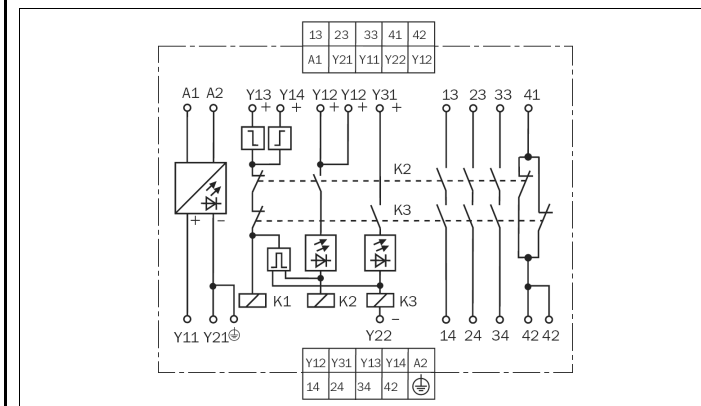 13 23 33 41 42
A1 Y21 Y11 Y22 Y12
A1 A2 Y13 Y14 Y12 Y12 Y31 13 23 33 41
+ + + + +
K2
K3
+ −
K1 K2 K3
−
Y11 Y21 Y22 14 24 34 42 42
Y12 Y31 Y13 Y14 A2
14 24 34 42